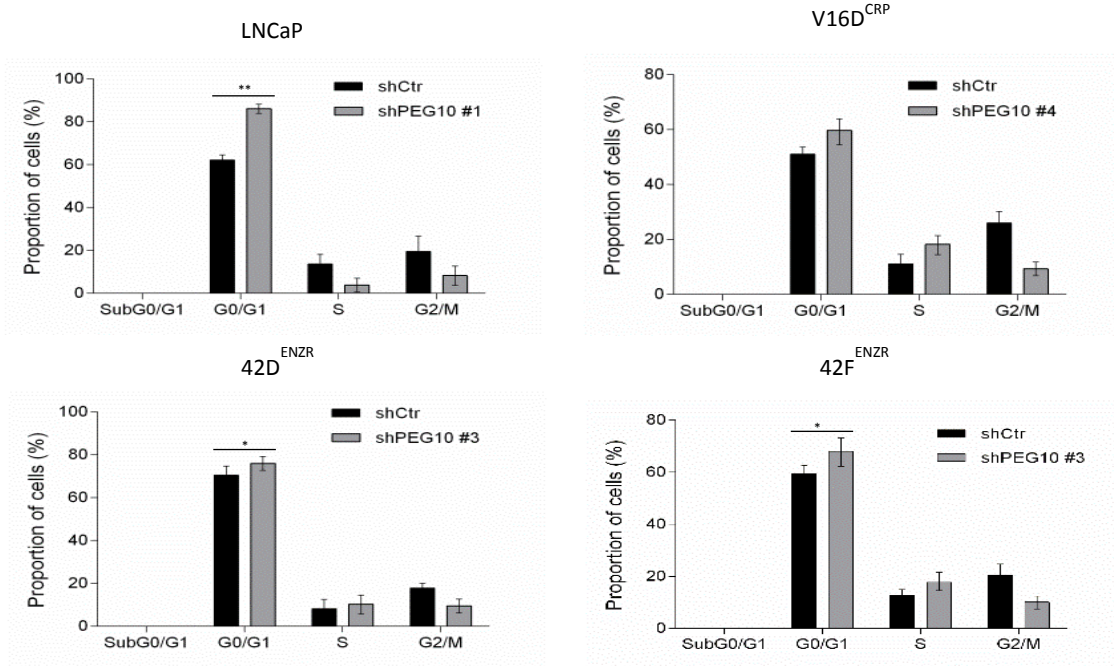 LNCaP
100
80
60
40
20
0
Proportion of cells (%)
**
shCtr
shPEG10 #1
SubG0/G1 G0/G1 S G2/M
V16D^CRP
80
60
40
20
0
Proportion of cells (%)
shCtr
shPEG10 #4
SubG0/G1 G0/G1 S G2/M
42D^ENZR
100
80
60
40
20
0
Proportion of cells (%)
*
shCtr
shPEG10 #3
SubG0/G1 G0/G1 S G2/M
42F^ENZR
80
60
40
20
0
Proportion of cells (%)
*
shCtr
shPEG10 #3
SubG0/G1 G0/G1 S G2/M